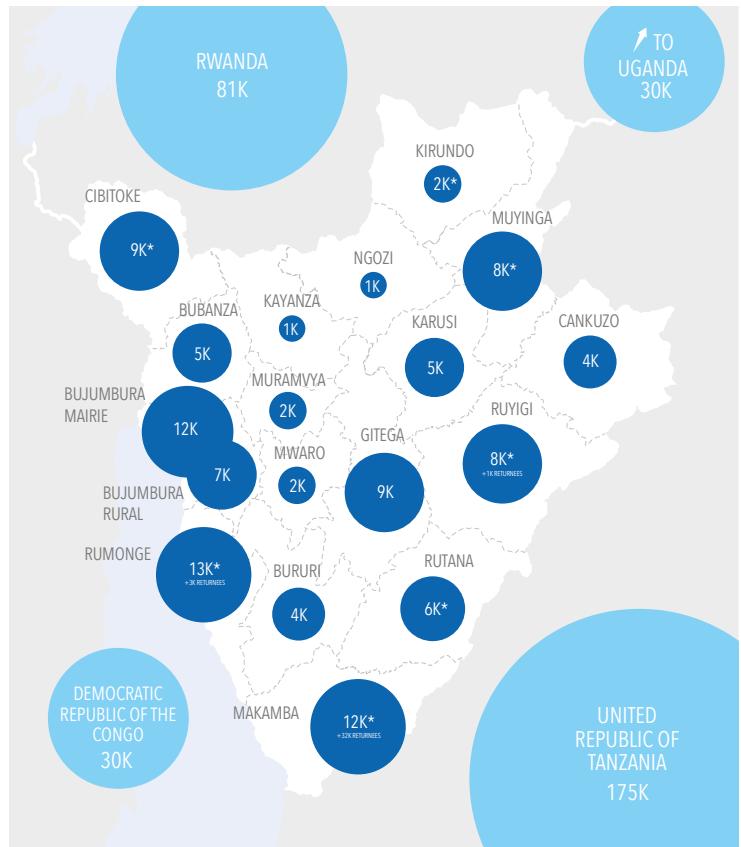 RWANDA
81K
TO
UGANDA
30K
KIRUNDO
2K*
CIBITOKE
9K*
MUYINGA
8K*
NGOZI
1K
KAYANZA
1K
BUBANZA
5K
KARUSI
5K
CANKUZO
4K
MURAMVYA
2K
BUJUMBURA
MAIRIE
12K
RUYIGI
8K*
+1K RETURNEES
GITEGA
9K
MWARO
2K
7K
BUJUMBURA
RURAL
RUMONGE
13K*
+3K RETURNEES
BURURI
4K
RUTANA
6K*
DEMOCRATIC
REPUBLIC OF THE
CONGO
30K
MAKAMBA
12K*
+32K RETURNEES
UNITED
REPUBLIC OF
TANZANIA
175K